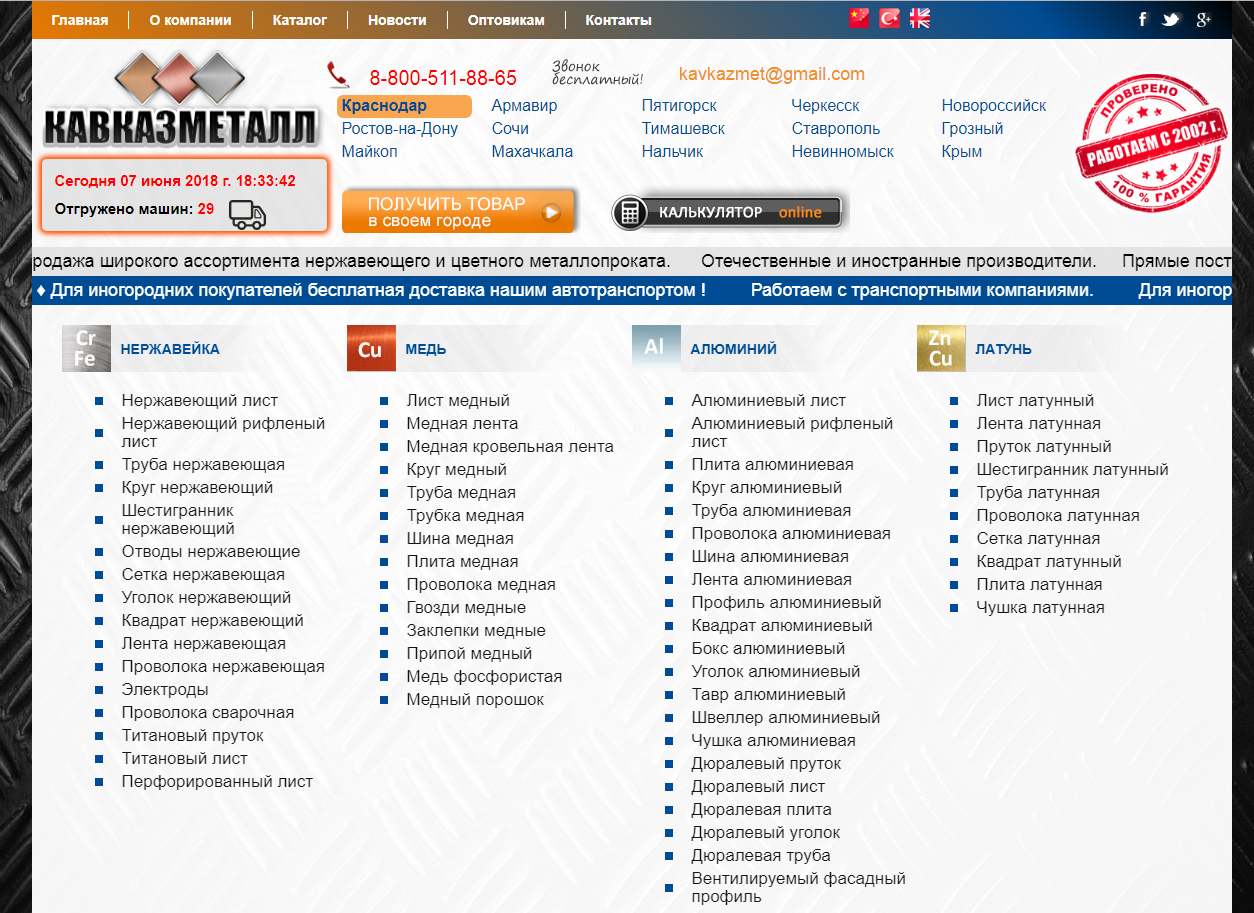 Главная О компании Каталог Новости Оптовикам Контакты
КАВКАЗМЕТАЛЛ
Сегодня 07 июня 2018 г. 18:33:42
Отгружено машин: 29
8-800-511-88-65
Звонок
бесплатный!
kavkazmet@gmail.com
Краснодар Армавир Пятигорск Черкесск Новороссийск
Ростов-на-Дону Сочи Тимашевск Ставрополь Грозный
Майкоп Махачкала Нальчик Невинномыск Крым
ПОЛУЧИТЬ ТОВАР
в своем городе
КАЛЬКУЛЯТОР online
ПРОВЕРЕНО
РАБОТАЕМ С 2002 г.
100 % ГАРАНТИЯ
родажа широкого ассортимента нержавеющего и цветного металлопроката. Отечественные и иностранные производители. Прямые пост
♦ Для иногородних покупателей бесплатная доставка нашим автотранспортом ! Работаем с транспортными компаниями. Для иногор
Cr
Fe
НЕРЖАВЕЙКА
Нержавеющий лист
Нержавеющий рифленый
лист
Труба нержавеющая
Круг нержавеющий
Шестигранник
нержавеющий
Отводы нержавеющие
Сетка нержавеющая
Уголок нержавеющий
Квадрат нержавеющий
Лента нержавеющая
Проволока нержавеющая
Электроды
Проволока сварочная
Титановый пруток
Титановый лист
Перфорированный лист
Cu
МЕДЬ
Лист медный
Медная лента
Медная кровельная лента
Круг медный
Труба медная
Трубка медная
Шина медная
Плита медная
Проволока медная
Гвозди медные
Заклепки медные
Припой медный
Медь фосфористая
Медный порошок
Al
АЛЮМИНИЙ
Алюминиевый лист
Алюминиевый рифленый
лист
Плита алюминиевая
Круг алюминиевый
Труба алюминиевая
Проволока алюминиевая
Шина алюминиевая
Лента алюминиевая
Профиль алюминиевый
Квадрат алюминиевый
Бокс алюминиевый
Уголок алюминиевый
Тавр алюминиевый
Швеллер алюминиевый
Чушка алюминиевая
Дюралевый пруток
Дюралевый лист
Дюралевая плита
Дюралевый уголок
Дюралевая труба
Вентилируемый фасадный
профиль
Zn
Cu
ЛАТУНЬ
Лист латунный
Лента латунная
Пруток латунный
Шестигранник латунный
Труба латунная
Проволока латунная
Сетка латунная
Квадрат латунный
Плита латунная
Чушка латунная